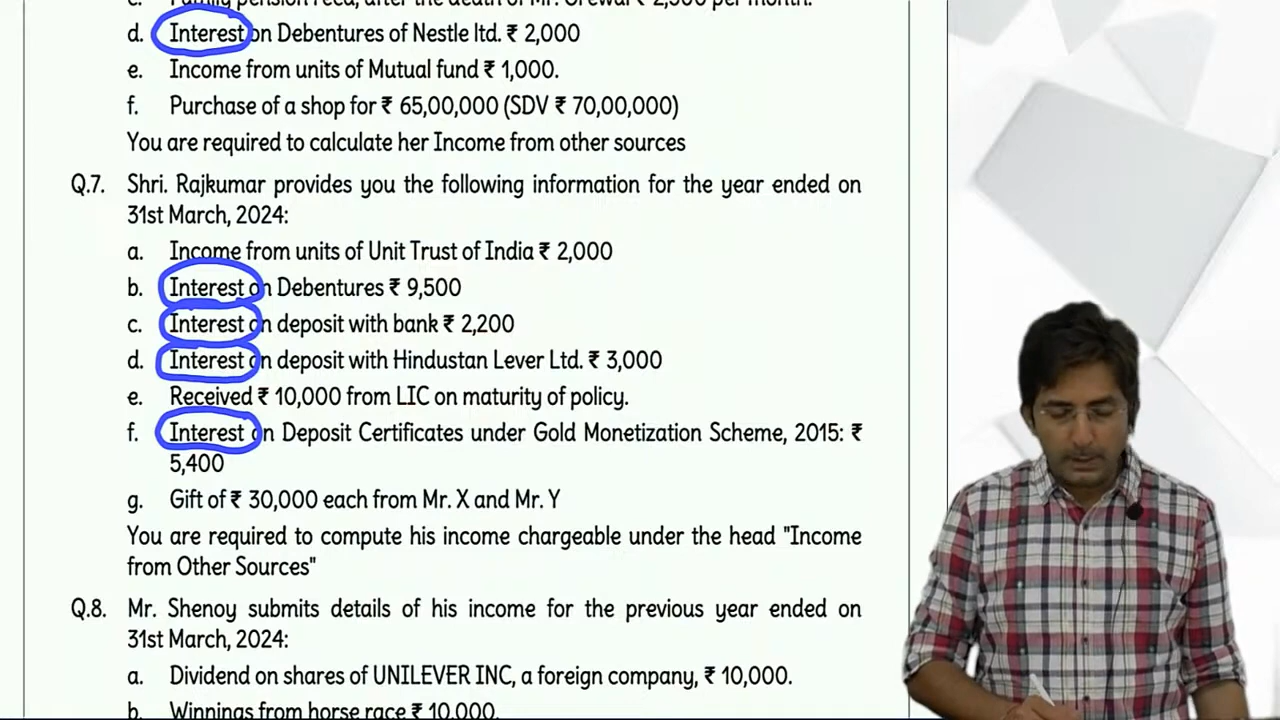 d. Interest on Debentures of Nestle ltd. ₹ 2,000
e. Income from units of Mutual fund ₹ 1,000.
f. Purchase of a shop for ₹ 65,00,000 (SDV ₹ 70,00,000)
You are required to calculate her Income from other sources
Q.7. Shri. Rajkumar provides you the following information for the year ended on
31st March, 2024:
a. Income from units of Unit Trust of India ₹ 2,000
b. Interest on Debentures ₹ 9,500
c. Interest on deposit with bank ₹ 2,200
d. Interest on deposit with Hindustan Lever Ltd. ₹ 3,000
e. Received ₹ 10,000 from LIC on maturity of policy.
f. Interest on Deposit Certificates under Gold Monetization Scheme, 2015: ₹
5,400
g. Gift of ₹ 30,000 each from Mr. X and Mr. Y
You are required to compute his income chargeable under the head "Income
from Other Sources"
Q.8. Mr. Shenoy submits details of his income for the previous year ended on
31st March, 2024:
a. Dividend on shares of UNILEVER INC, a foreign company, ₹ 10,000.
b. Winnings from horse race ₹ 10,000.